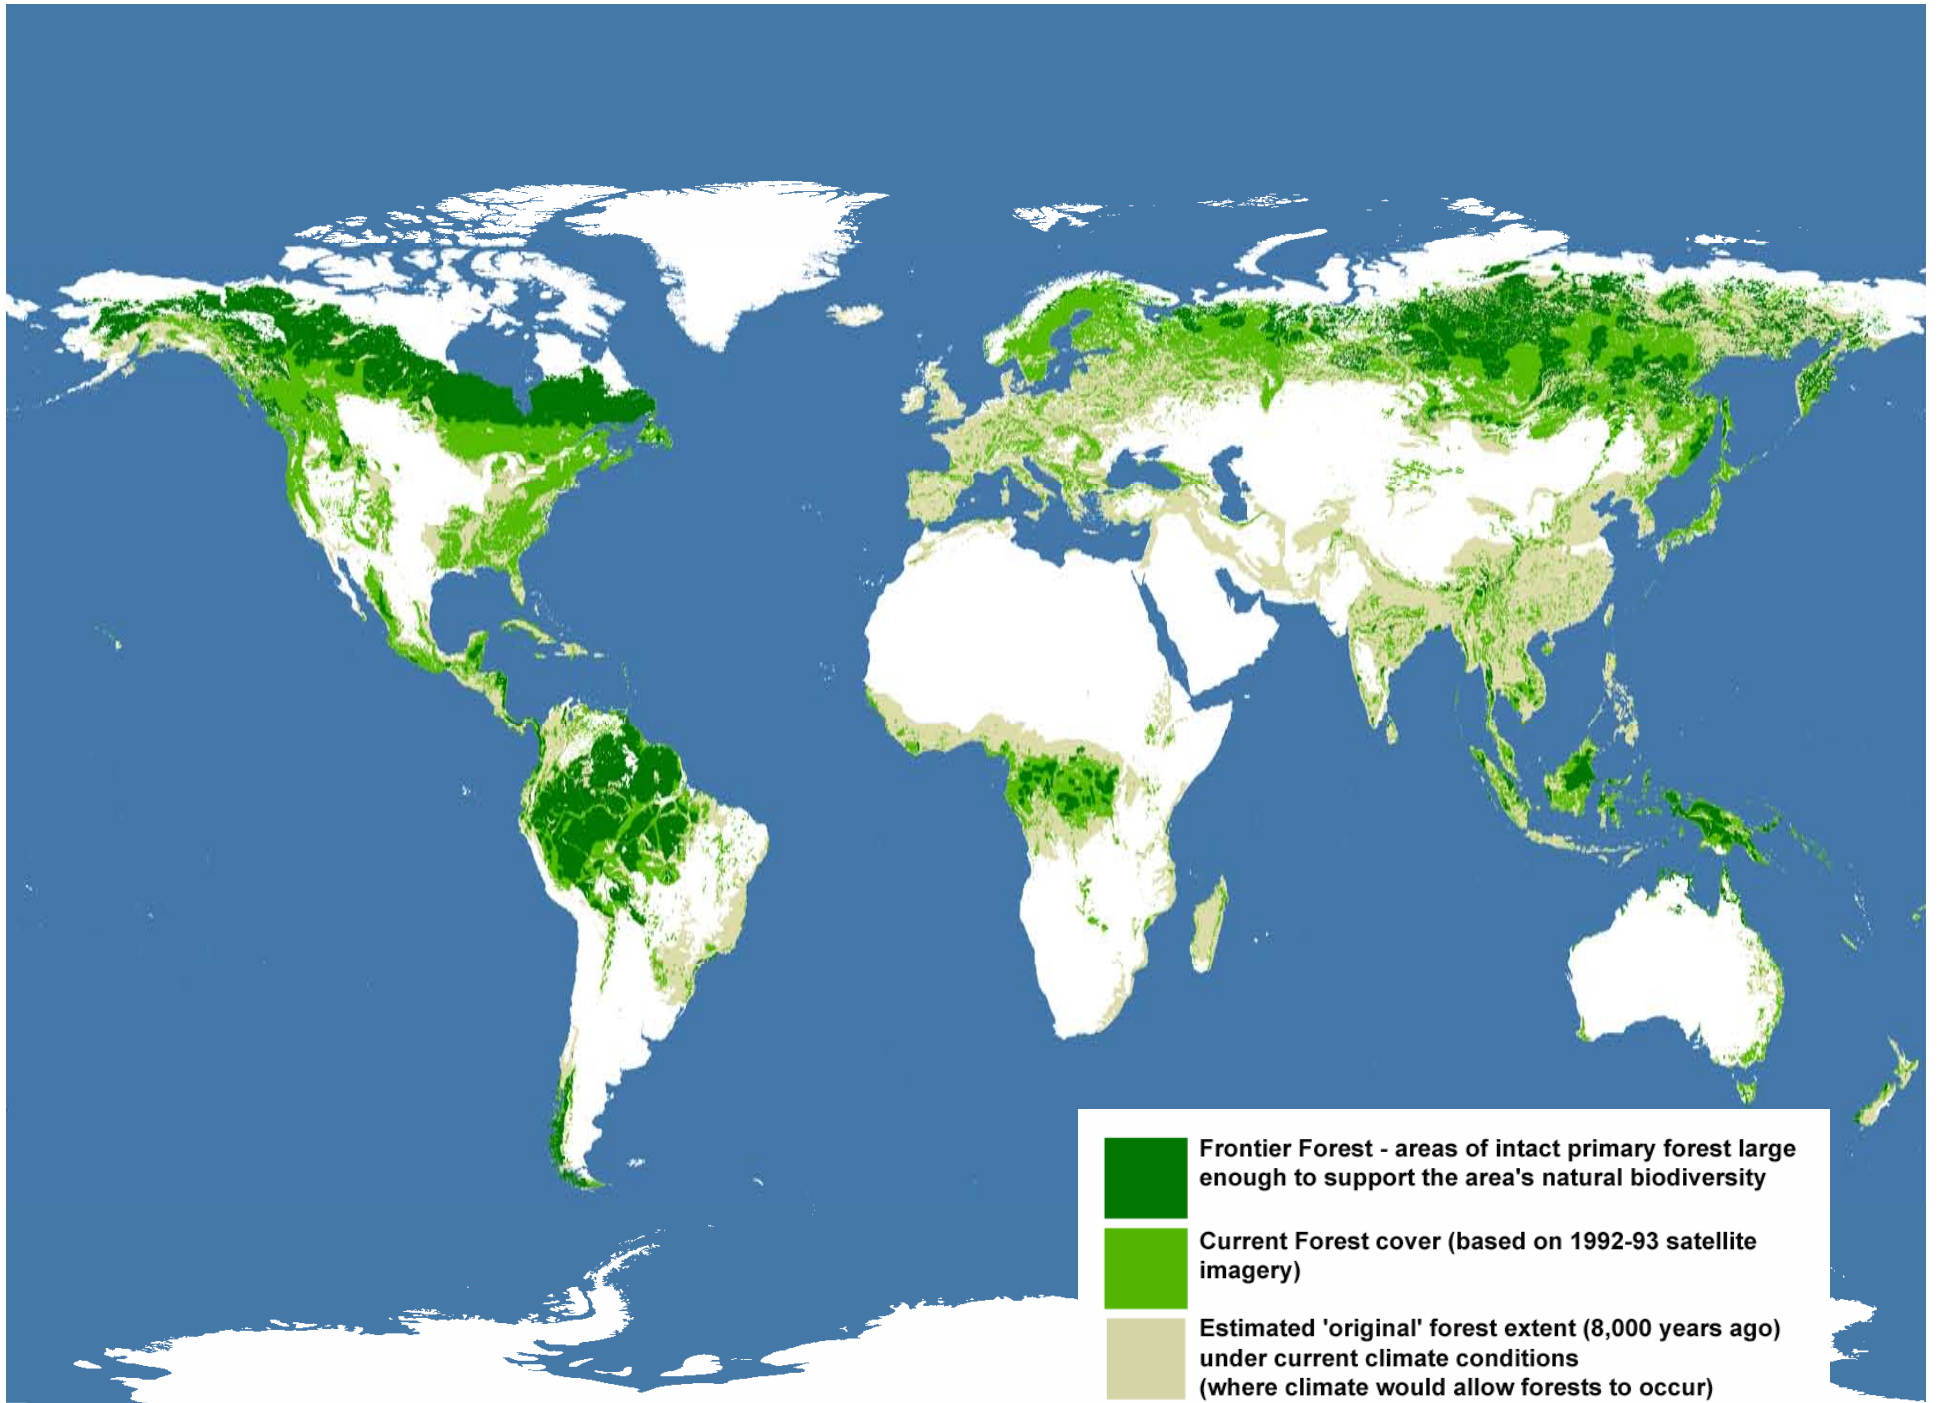 Frontier Forest - areas of intact primary forest large
enough to support the area's natural biodiversity
Current Forest cover (based on 1992-93 satellite
imagery)
Estimated 'original' forest extent (8,000 years ago)
under current climate conditions
(where climate would allow forests to occur)